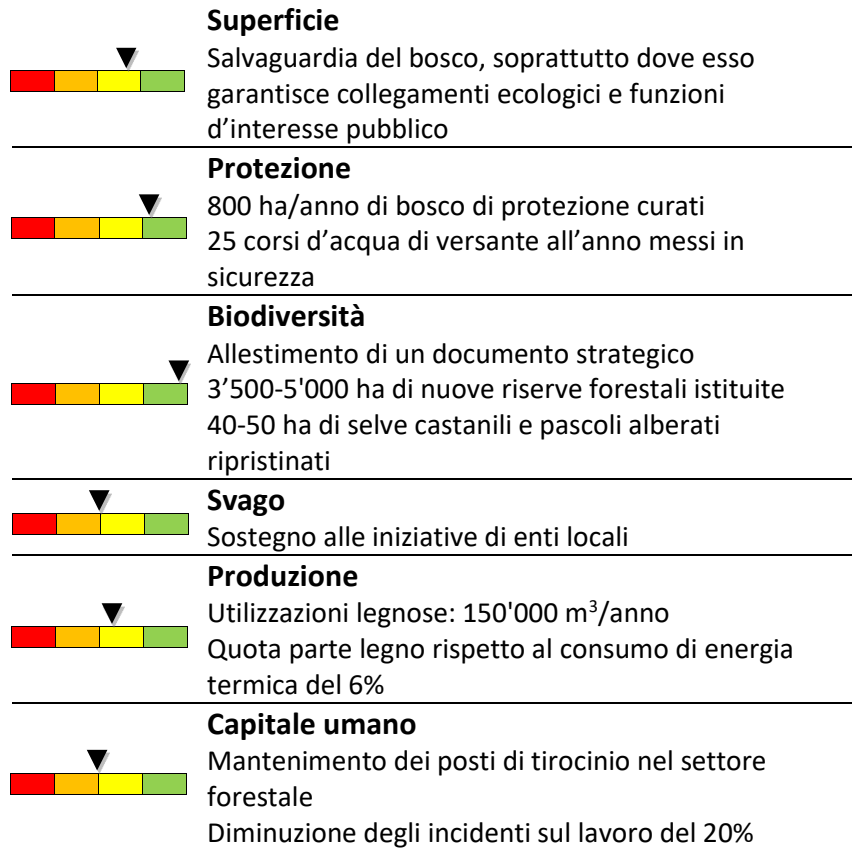 Superficie
Salvaguardia del bosco, soprattutto dove esso
garantisce collegamenti ecologici e funzioni
d’interesse pubblico
Protezione
800 ha/anno di bosco di protezione curati
25 corsi d’acqua di versante all’anno messi in
sicurezza
Biodiversità
Allestimento di un documento strategico
3’500-5'000 ha di nuove riserve forestali istituite
40-50 ha di selve castanili e pascoli alberati
ripristinati
Svago
Sostegno alle iniziative di enti locali
Produzione
Utilizzazioni legnose: 150'000 m³/anno
Quota parte legno rispetto al consumo di energia
termica del 6%
Capitale umano
Mantenimento dei posti di tirocinio nel settore
forestale
Diminuzione degli incidenti sul lavoro del 20%